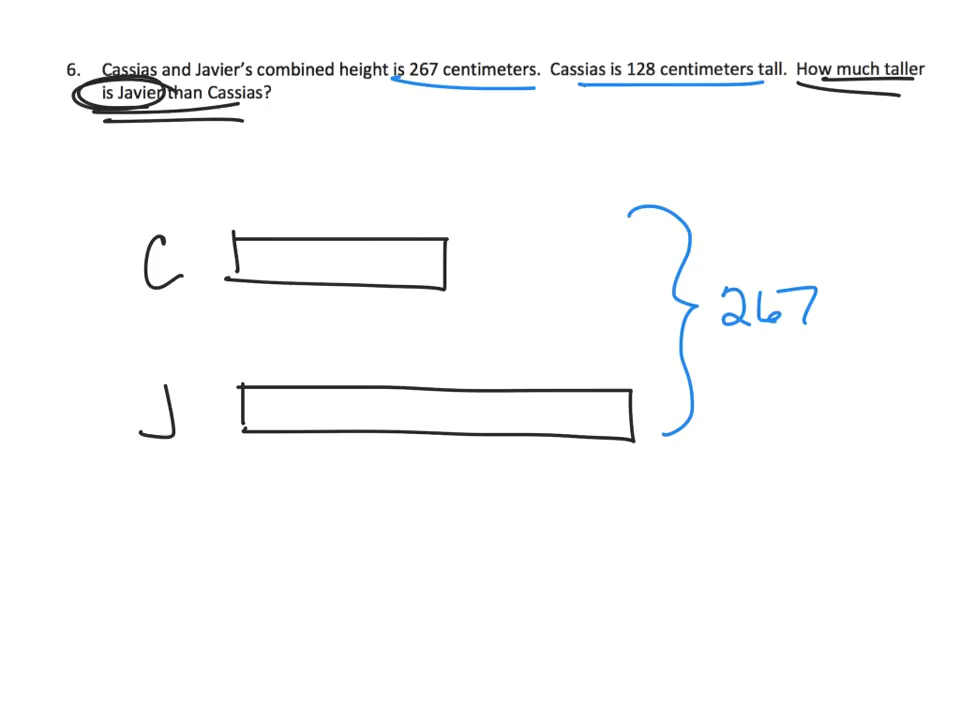 6. Cassias and Javier's combined height is 267 centimeters. Cassias is 128 centimeters tall. How much taller
is Javier than Cassias?
C
267
J